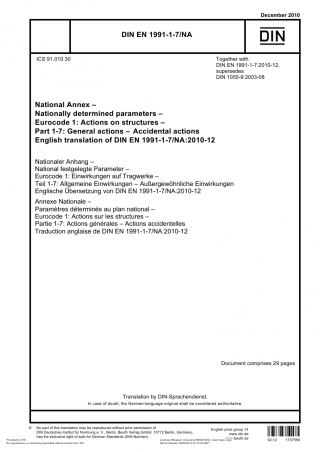 December 2010
DIN EN 1991-1-7/NA
DIN
ICS 91.010.30
Together with
DIN EN 1991-1-7:2010-12,
supersedes
DIN 1055-9:2003-08
National Annex –
Nationally determined parameters –
Eurocode 1: Actions on structures –
Part 1-7: General actions – Accidental actions
English translation of DIN EN 1991-1-7/NA:2010-12
Nationaler Anhang –
National festgelegte Parameter –
Eurocode 1: Einwirkungen auf Tragwerke –
Teil 1-7: Allgemeine Einwirkungen – Außergewöhnliche Einwirkungen
Englische Übersetzung von DIN EN 1991-1-7/NA:2010-12
Annexe Nationale –
Paramètres déterminés au plan national –
Eurocode 1: Actions sur les structures –
Partie 1-7: Actions générales – Actions accidentelles
Traduction anglaise de DIN EN 1991-1-7/NA:2010-12
Document comprises 29 pages
Translation by DIN-Sprachendienst.
In case of doubt, the German-language original shall be considered authoritative.
© No part of this translation may be reproduced without prior permission of
DIN Deutsches Institut für Normung e. V., Berlin. Beuth Verlag GmbH, 10772 Berlin, Germany,
has the exclusive right of sale for German Standards (DIN-Normen).
English price group 14
www.din.de
www.beuth.de
02.12